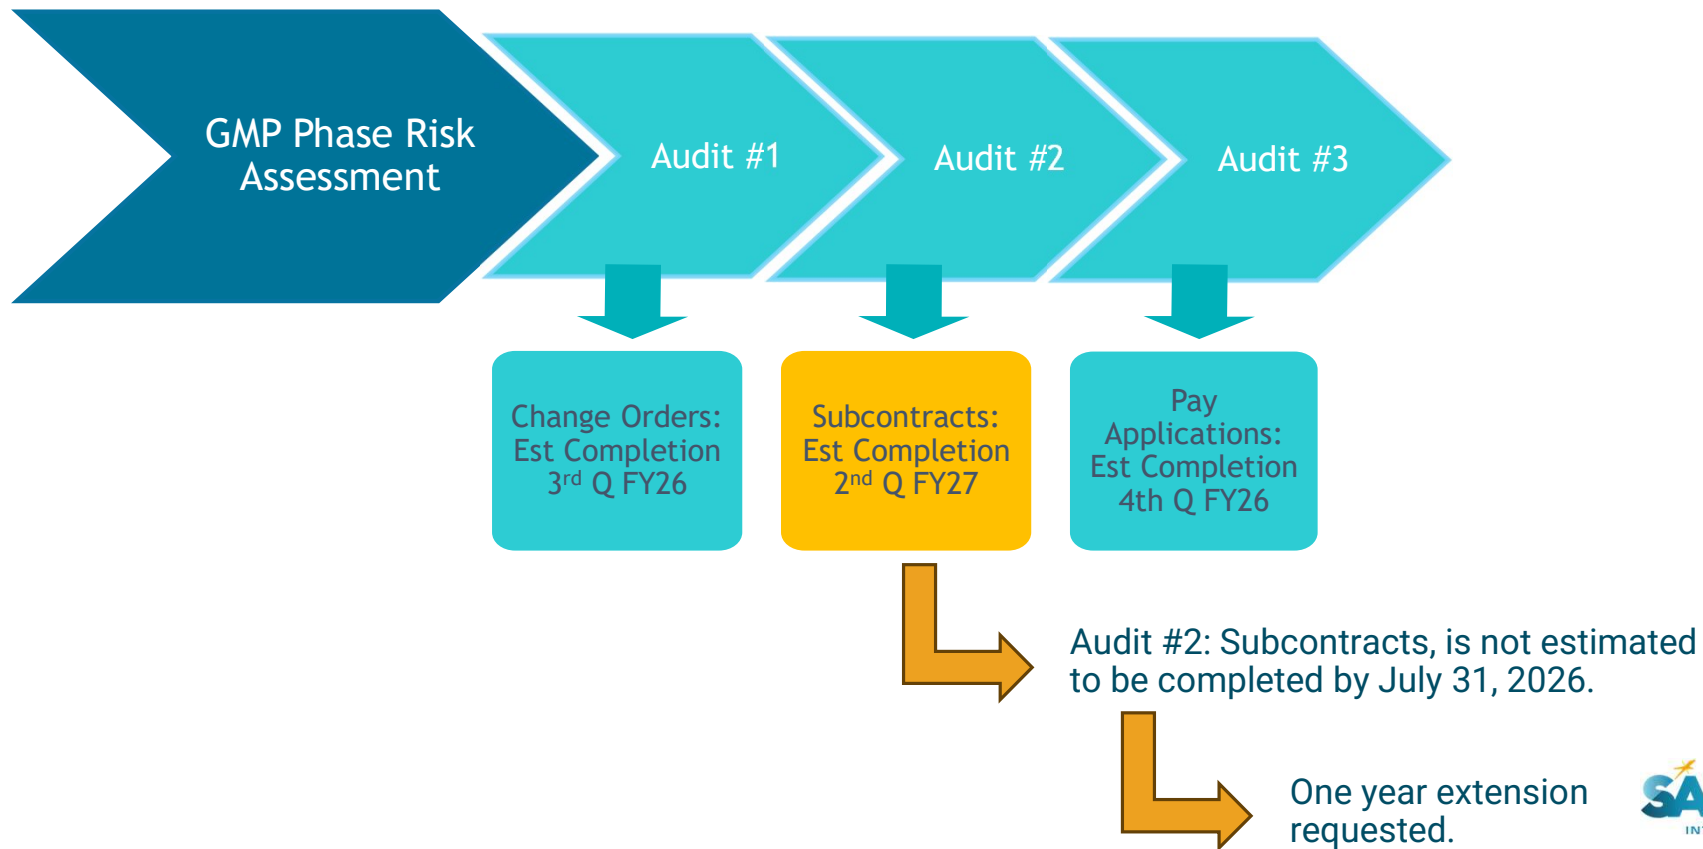 GMP Phase Risk
Assessment
Audit #1
Audit #2
Audit #3
Change Orders:
Est Completion
3rd Q FY26
Subcontracts:
Est Completion
2nd Q FY27
Pay
Applications:
Est Completion
4th Q FY26
Audit #2: Subcontracts, is not estimated
to be completed by July 31, 2026.
One year extension
requested.